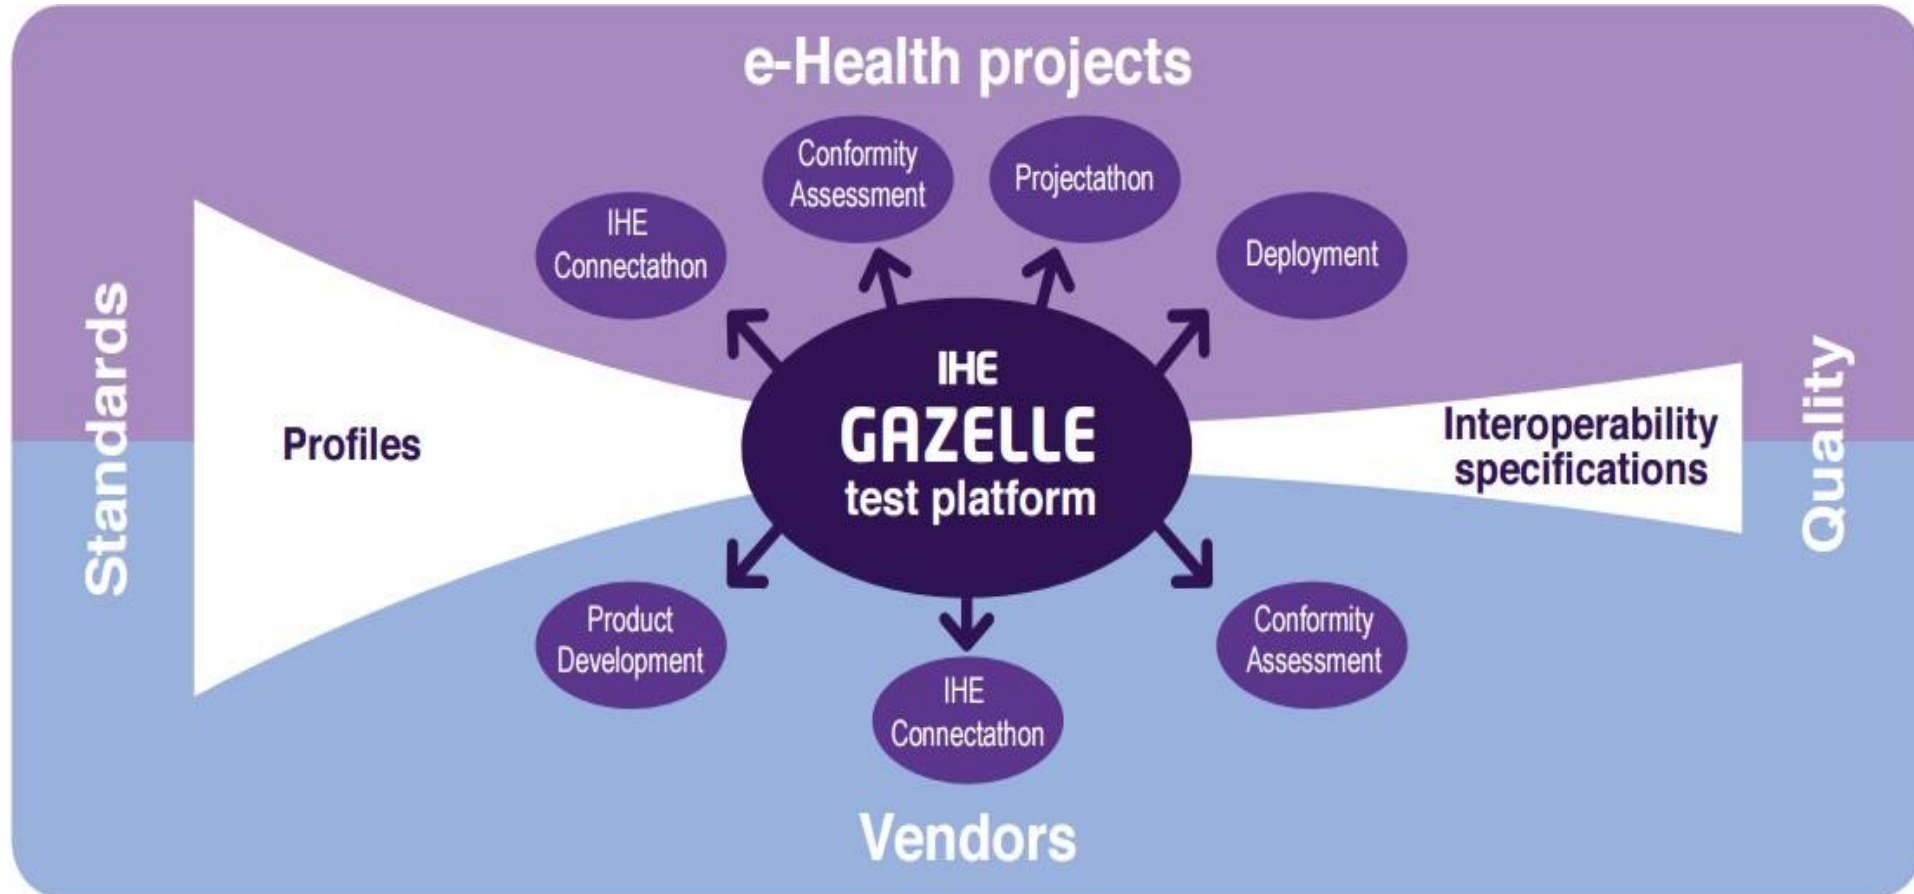 e-Health projects
Conformity
Assessment
Projectathon
IHE
Connectathon
Deployment
Standards
Profiles
IHE
GAZELLE
test platform
Interoperability
specifications
Quality
Product
Development
IHE
Connectathon
Conformity
Assessment
Vendors